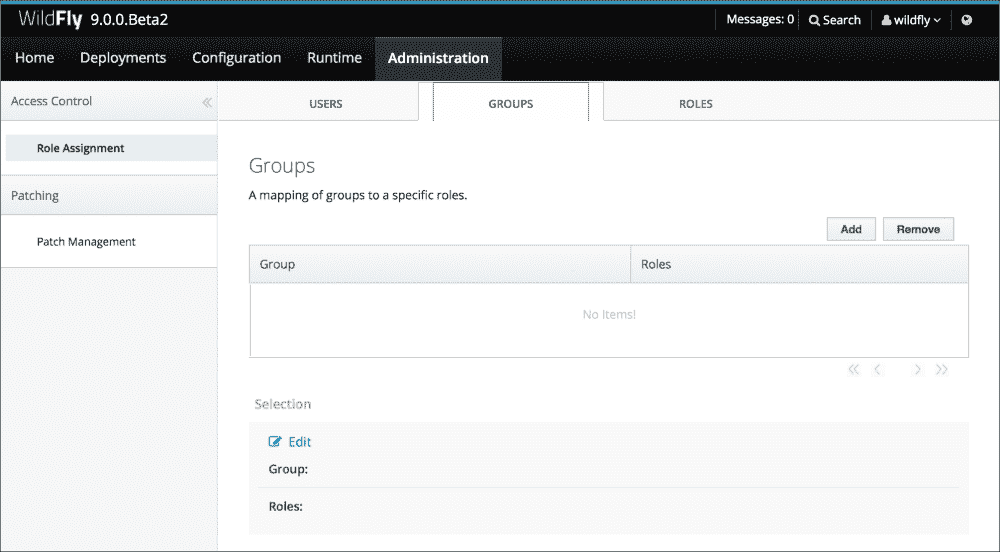 WildFly 9.0.0.Beta2
Messages: 0
Search
wildfly
Home Deployments Configuration Runtime Administration
Access Control
Role Assignment
Patching
Patch Management
USERS GROUPS ROLES
Groups
A mapping of groups to a specific roles.
Add Remove
Group Roles
No Items!
Selection
Edit
Group:
Roles: